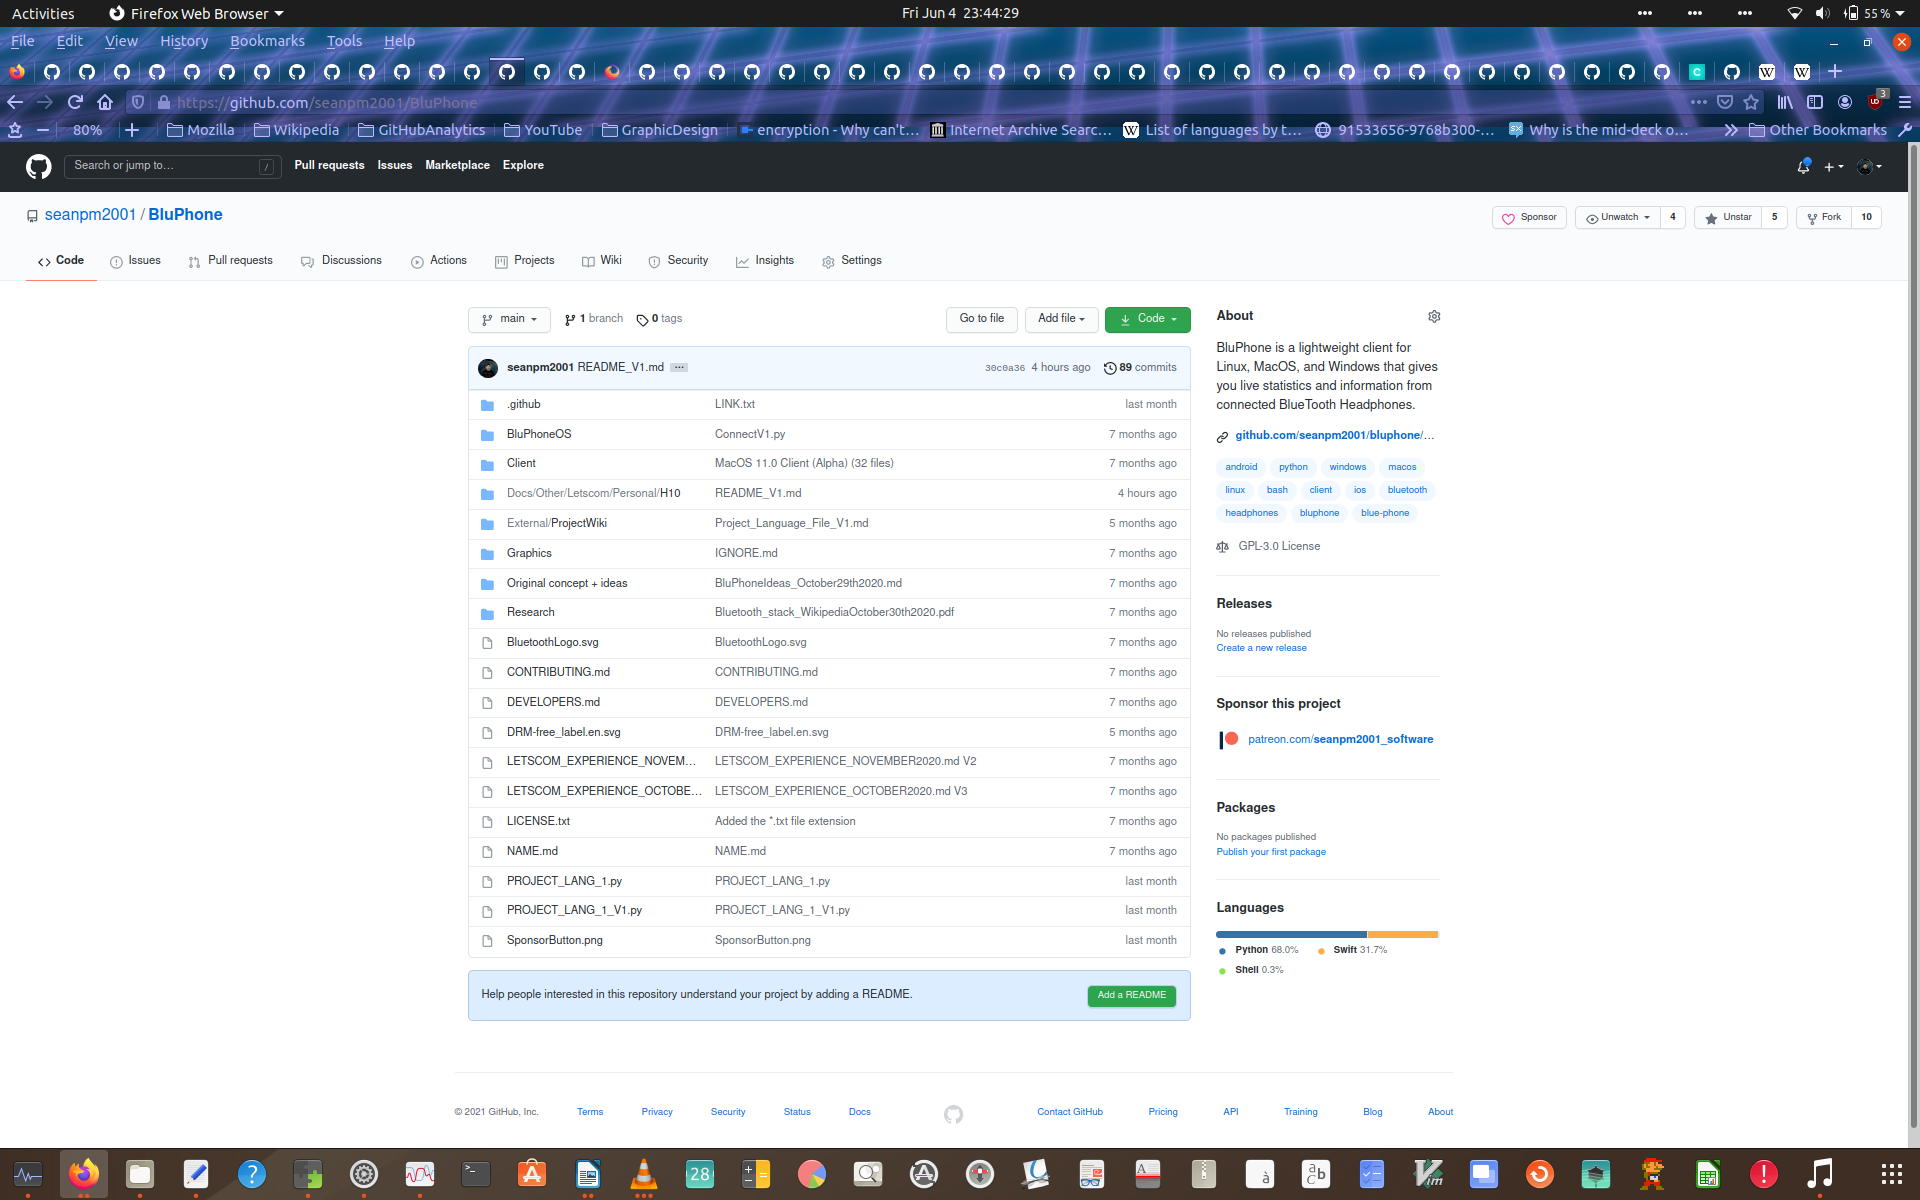 Activities Firefox Web Browser Fri Jun 4 23:44:29 55 %
File Edit View History Bookmarks Tools Help
https://github.com/seanpm2001/BluPhone 3
80% Mozilla Wikipedia GitHubAnalytics YouTube GraphicDesign encryption - Why can't… Internet Archive Searc… List of languages by t… 91533656-9768b300-… Why is the mid-deck o… Other Bookmarks
Search or jump to… / Pull requests Issues Marketplace Explore
seanpm2001 / BluPhone Sponsor Unwatch 4 Unstar 5 Fork 10
Code Issues Pull requests Discussions Actions Projects Wiki Security Insights Settings
main 1 branch 0 tags Go to file Add file Code
seanpm2001 README_V1.md … 30c0a36 4 hours ago 89 commits
.github LINK.txt last month
BluPhoneOS ConnectV1.py 7 months ago
Client MacOS 11.0 Client (Alpha) (32 files) 7 months ago
Docs/Other/Letscom/Personal/H10 README_V1.md 4 hours ago
External/ProjectWiki Project_Language_File_V1.md 5 months ago
Graphics IGNORE.md 7 months ago
Original concept + ideas BluPhoneIdeas_October29th2020.md 7 months ago
Research Bluetooth_stack_WikipediaOctober30th2020.pdf 7 months ago
BluetoothLogo.svg BluetoothLogo.svg 7 months ago
CONTRIBUTING.md CONTRIBUTING.md 7 months ago
DEVELOPERS.md DEVELOPERS.md 7 months ago
DRM-free_label.en.svg DRM-free_label.en.svg 5 months ago
LETSCOM_EXPERIENCE_NOVEM… LETSCOM_EXPERIENCE_NOVEMBER2020.md V2 7 months ago
LETSCOM_EXPERIENCE_OCTOBE… LETSCOM_EXPERIENCE_OCTOBER2020.md V3 7 months ago
LICENSE.txt Added the *.txt file extension 7 months ago
NAME.md NAME.md 7 months ago
PROJECT_LANG_1.py PROJECT_LANG_1.py last month
PROJECT_LANG_1_V1.py PROJECT_LANG_1_V1.py last month
SponsorButton.png SponsorButton.png last month
Help people interested in this repository understand your project by adding a README. Add a README
About
BluPhone is a lightweight client for
Linux, MacOS, and Windows that gives
you live statistics and information from
connected BlueTooth Headphones.
github.com/seanpm2001/bluphone/…
android python windows macos
linux bash client ios bluetooth
headphones bluphone blue-phone
GPL-3.0 License
Releases
No releases published
Create a new release
Sponsor this project
patreon.com/seanpm2001_software
Packages
No packages published
Publish your first package
Languages
Python 68.0% Swift 31.7%
Shell 0.3%
© 2021 GitHub, Inc. Terms Privacy Security Status Docs Contact GitHub Pricing API Training Blog About
28